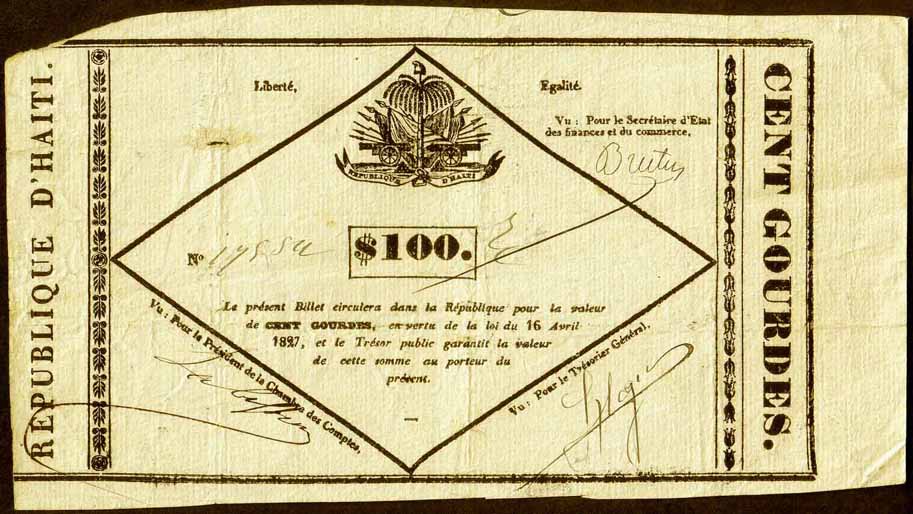 REPUBLIQUE D'HAITI.
Liberté,
Egalité.
REPUBLIQUE D'HAITI
Vu : Pour le Secrétaire d'Etat
des finances et du commerce,
Brutus
N.º
$100.
Le présent Billet circulera dans la République pour la valeur
de CENT GOURDES, en vertu de la loi du 16 Avril
1827, et le Trésor public garantit la valeur
de cette somme au porteur du
présent.
Vu : Pour le Président de la Chambre des Comptes,
Vu : Pour le Trésorier Général,
CENT GOURDES.